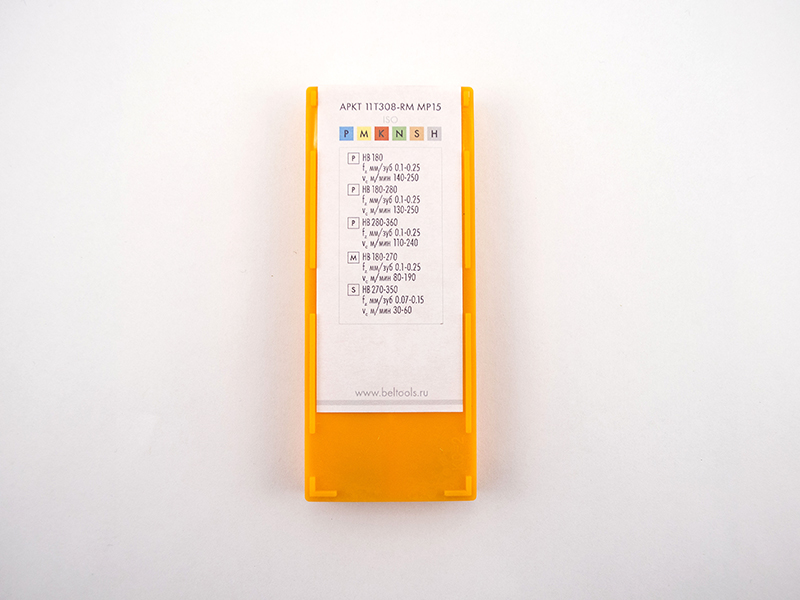 APKT 11T308-RM MP15
ISO
P M K N S H
P HB 180
fz мм/зуб 0.1-0.25
vc м/мин 140-250
P HB 180-280
fz мм/зуб 0.1-0.25
vc м/мин 130-250
P HB 280-360
fz мм/зуб 0.1-0.25
vc м/мин 110-240
M HB 180-270
fz мм/зуб 0.1-0.25
vc м/мин 80-190
S HB 270-350
fz мм/зуб 0.07-0.15
vc м/мин 30-60
www.beltools.ru